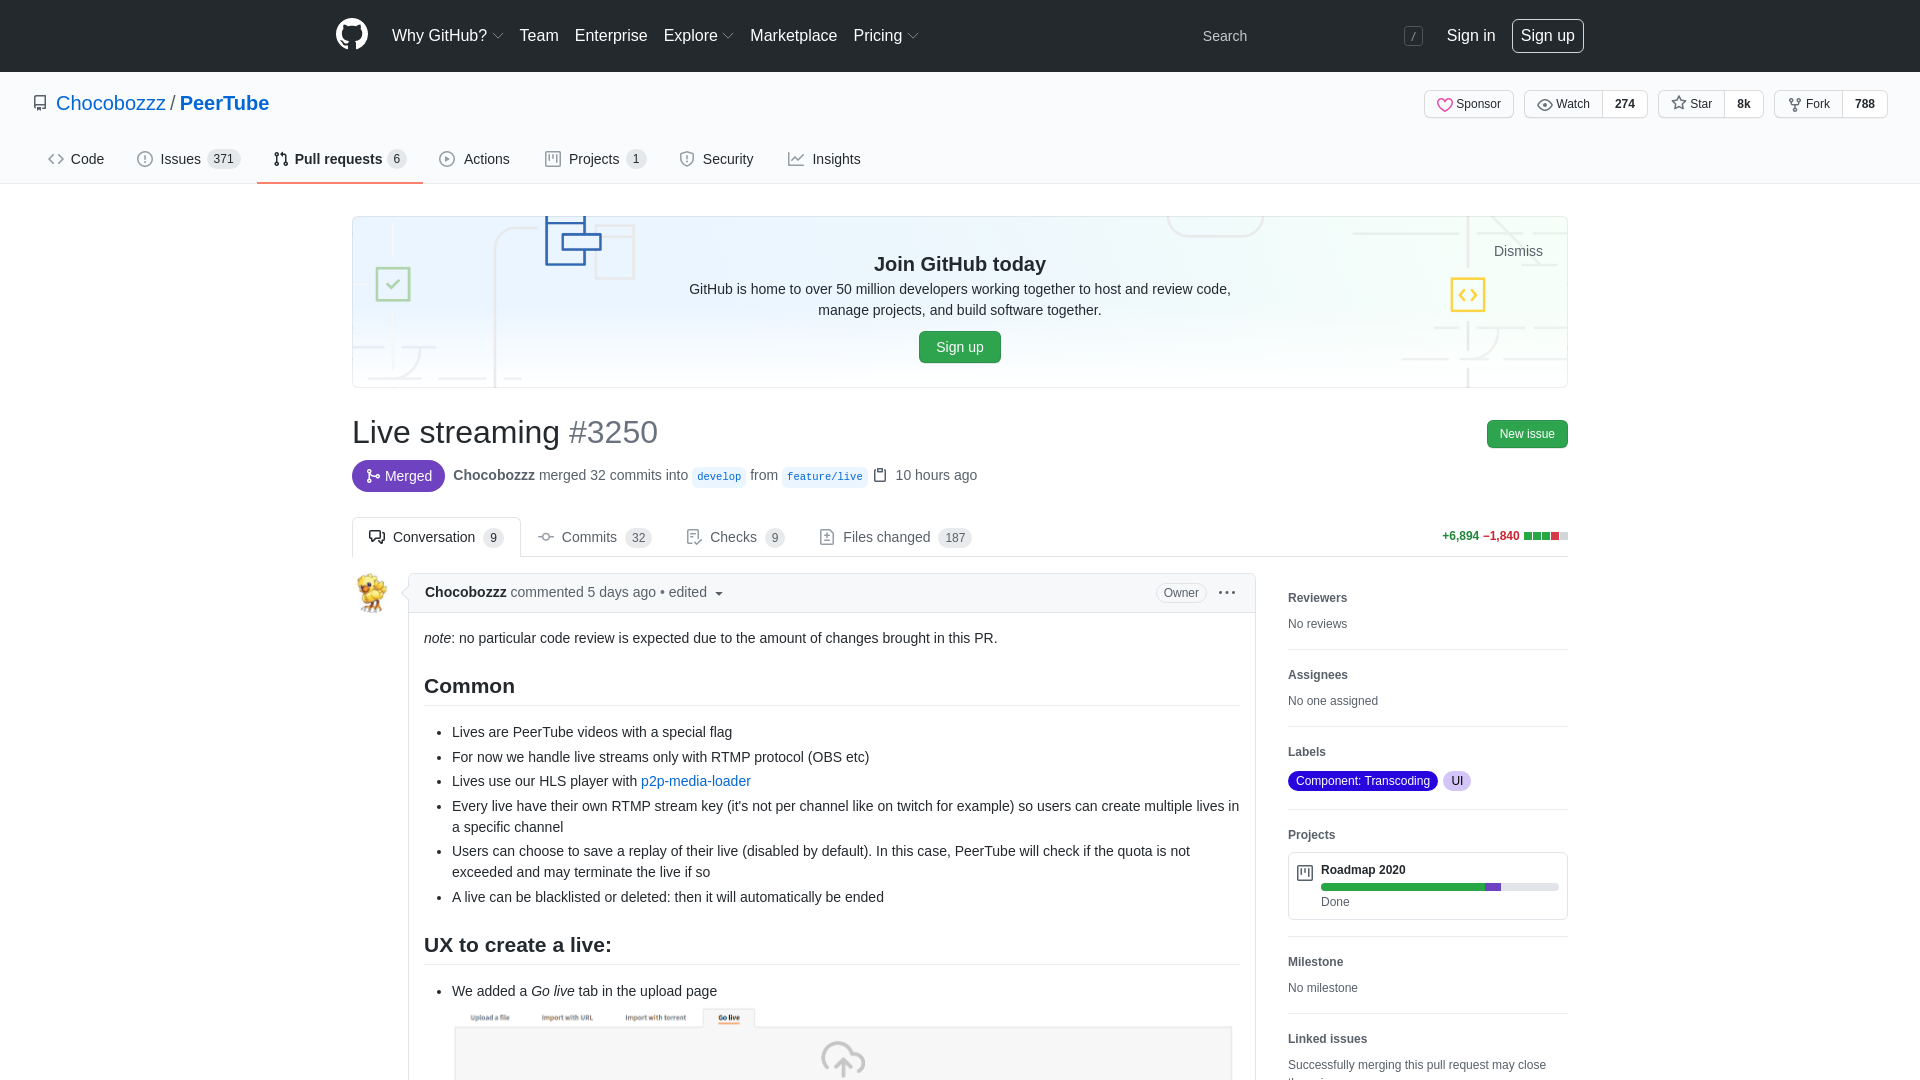 Why GitHub? Team Enterprise Explore Marketplace Pricing Search / Sign in Sign up
Chocobozzz / PeerTube Sponsor Watch 274 Star 8k Fork 788
Code Issues 371 Pull requests 6 Actions Projects 1 Security Insights
Dismiss
Join GitHub today
GitHub is home to over 50 million developers working together to host and review code,
manage projects, and build software together.
Sign up
Live streaming #3250 New issue
Merged Chocobozzz merged 32 commits into develop from feature/live 10 hours ago
Conversation 9 Commits 32 Checks 9 Files changed 187 +6,894 −1,840
Chocobozzz commented 5 days ago • edited Owner
note: no particular code review is expected due to the amount of changes brought in this PR.
Common
• Lives are PeerTube videos with a special flag
• For now we handle live streams only with RTMP protocol (OBS etc)
• Lives use our HLS player with p2p-media-loader
• Every live have their own RTMP stream key (it's not per channel like on twitch for example) so users can create multiple lives in
a specific channel
• Users can choose to save a replay of their live (disabled by default). In this case, PeerTube will check if the quota is not
exceeded and may terminate the live if so
• A live can be blacklisted or deleted: then it will automatically be ended
UX to create a live:
• We added a Go live tab in the upload page
Upload a file Import with URL Import with torrent Go live
Reviewers
No reviews
Assignees
No one assigned
Labels
Component: Transcoding UI
Projects
Roadmap 2020
Done
Milestone
No milestone
Linked issues
Successfully merging this pull request may close